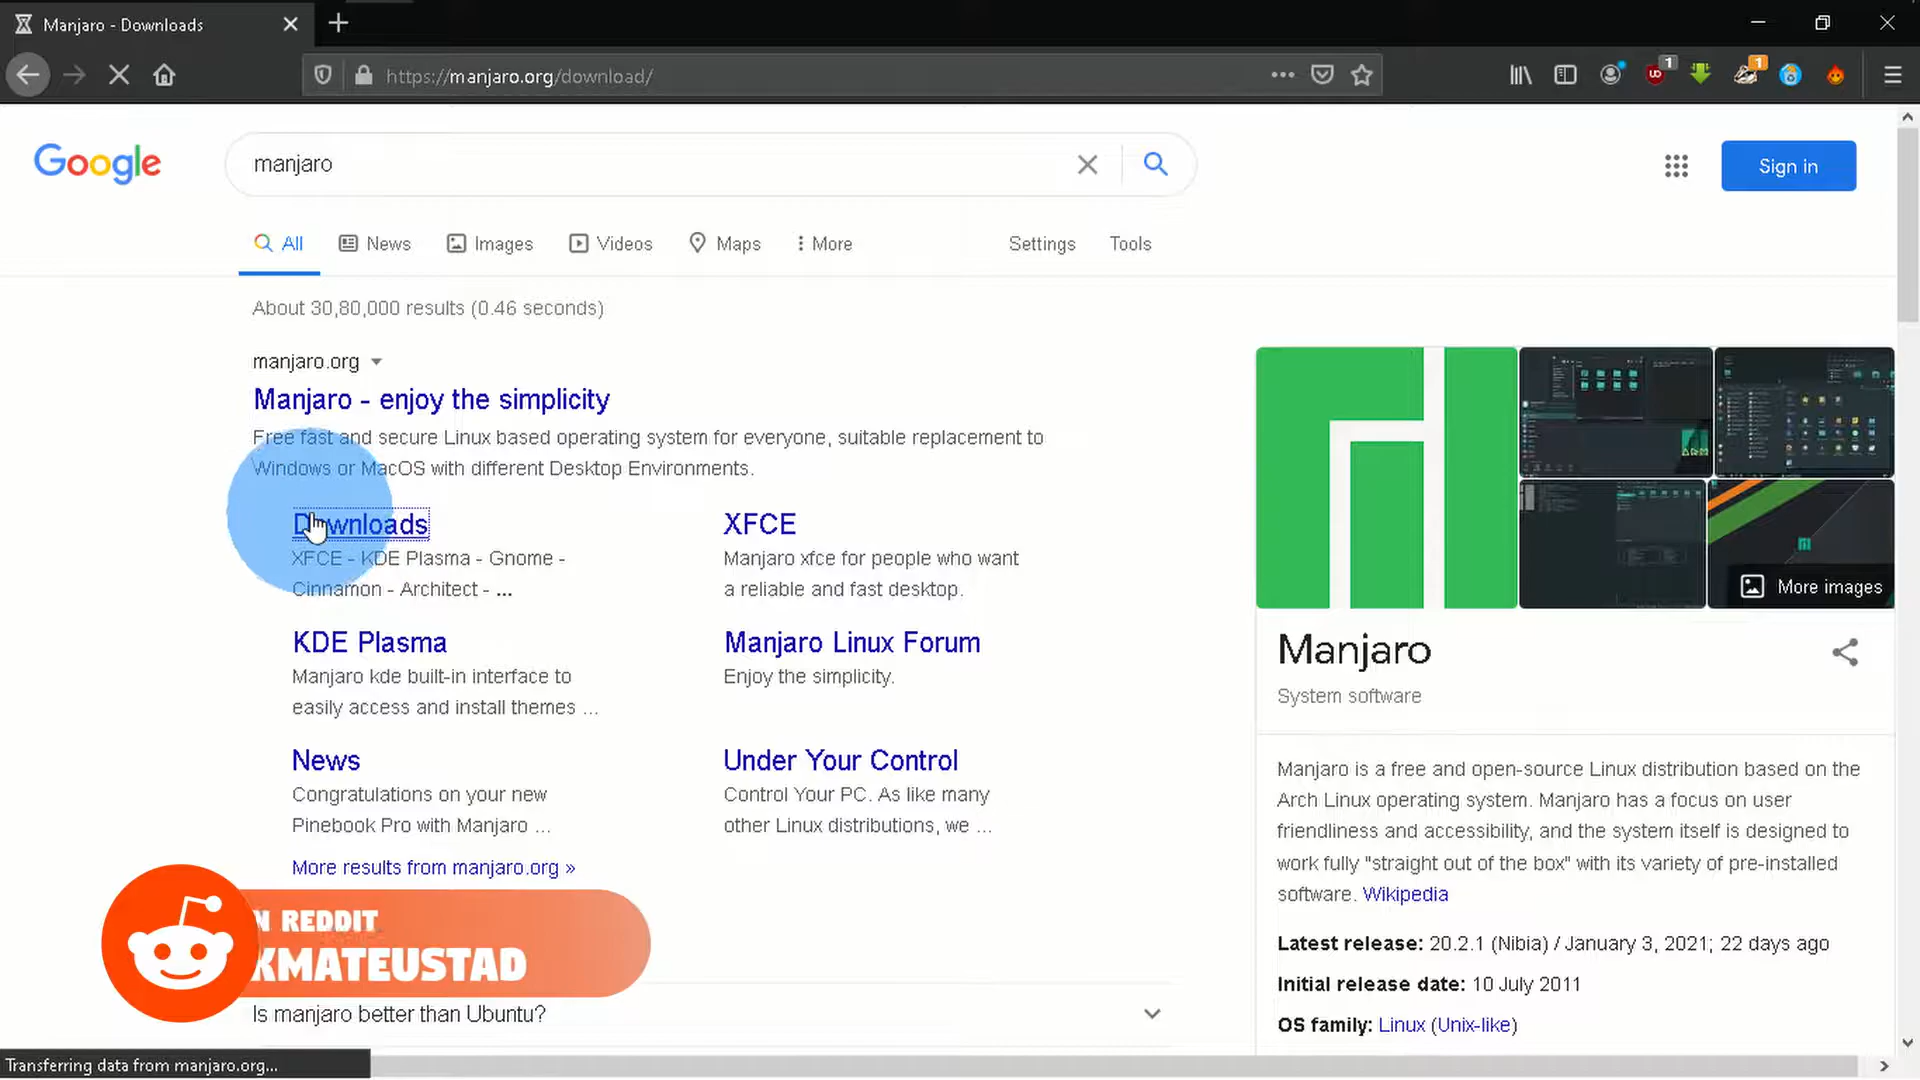 Manjaro - Downloads
https://manjaro.org/download/
1
1
Google
manjaro
Sign in
All
News
Images
Videos
Maps
More
Settings
Tools
About 30,80,000 results (0.46 seconds)
manjaro.org
Manjaro - enjoy the simplicity
Free fast and secure Linux based operating system for everyone, suitable replacement to
Windows or MacOS with different Desktop Environments.
Downloads
XFCE - KDE Plasma - Gnome -
Cinnamon - Architect - ...
XFCE
Manjaro xfce for people who want
a reliable and fast desktop.
KDE Plasma
Manjaro kde built-in interface to
easily access and install themes ...
Manjaro Linux Forum
Enjoy the simplicity.
News
Congratulations on your new
Pinebook Pro with Manjaro ...
Under Your Control
Control Your PC. As like many
other Linux distributions, we ...
More results from manjaro.org »
N REDDIT
KMATEUSTAD
Is manjaro better than Ubuntu?
More images
Manjaro
System software
Manjaro is a free and open-source Linux distribution based on the
Arch Linux operating system. Manjaro has a focus on user
friendliness and accessibility, and the system itself is designed to
work fully "straight out of the box" with its variety of pre-installed
software. Wikipedia
Latest release: 20.2.1 (Nibia) / January 3, 2021; 22 days ago
Initial release date: 10 July 2011
OS family: Linux (Unix-like)
Transferring data from manjaro.org...